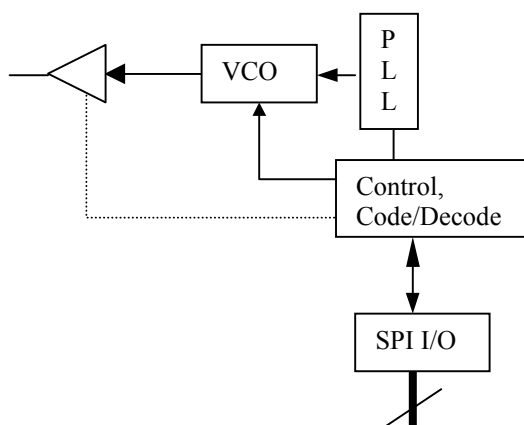 P
L
L
VCO
Control,
Code/Decode
SPI I/O